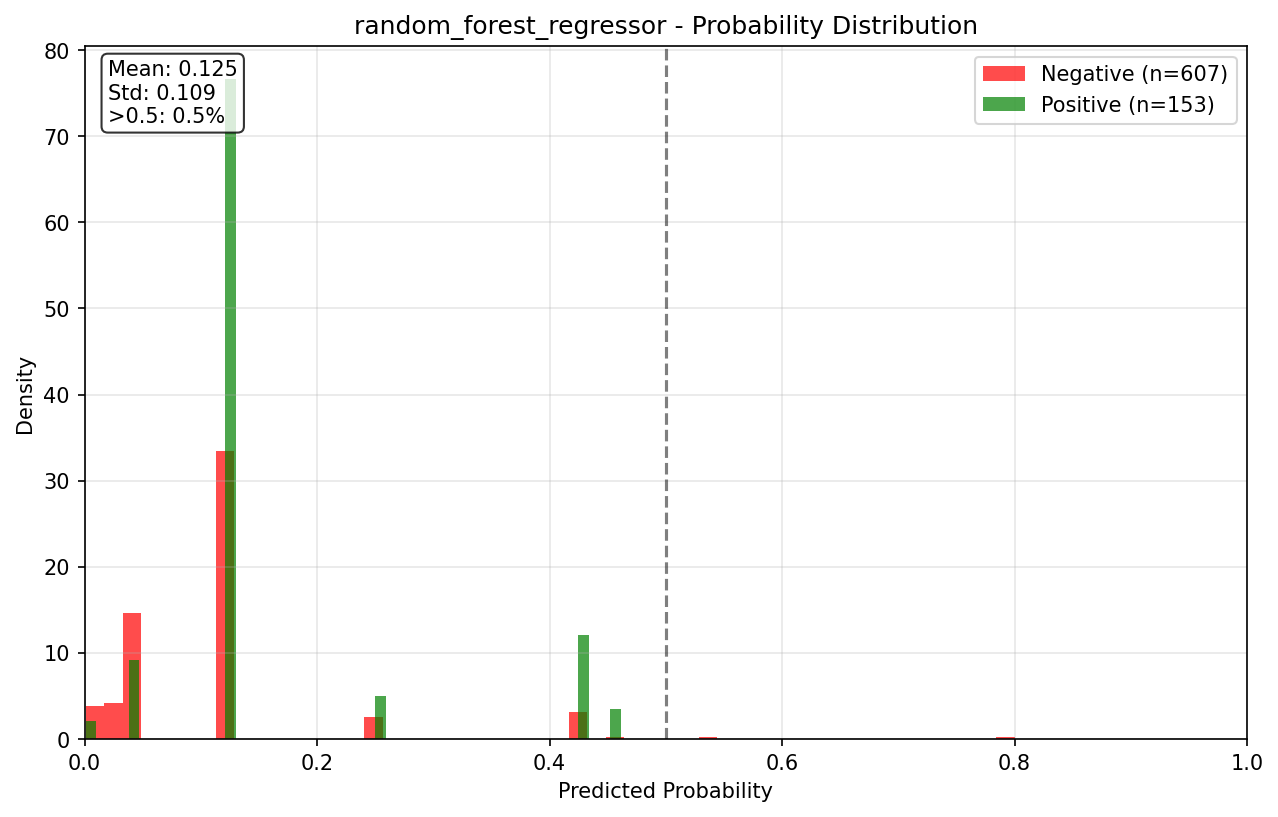 random_forest_regressor - Probability Distribution
Mean: 0.125
Std: 0.109
>0.5: 0.5%
Negative (n=607)
Positive (n=153)
80
70
60
50
40
30
20
10
0
Density
0.0 0.2 0.4 0.6 0.8 1.0
Predicted Probability